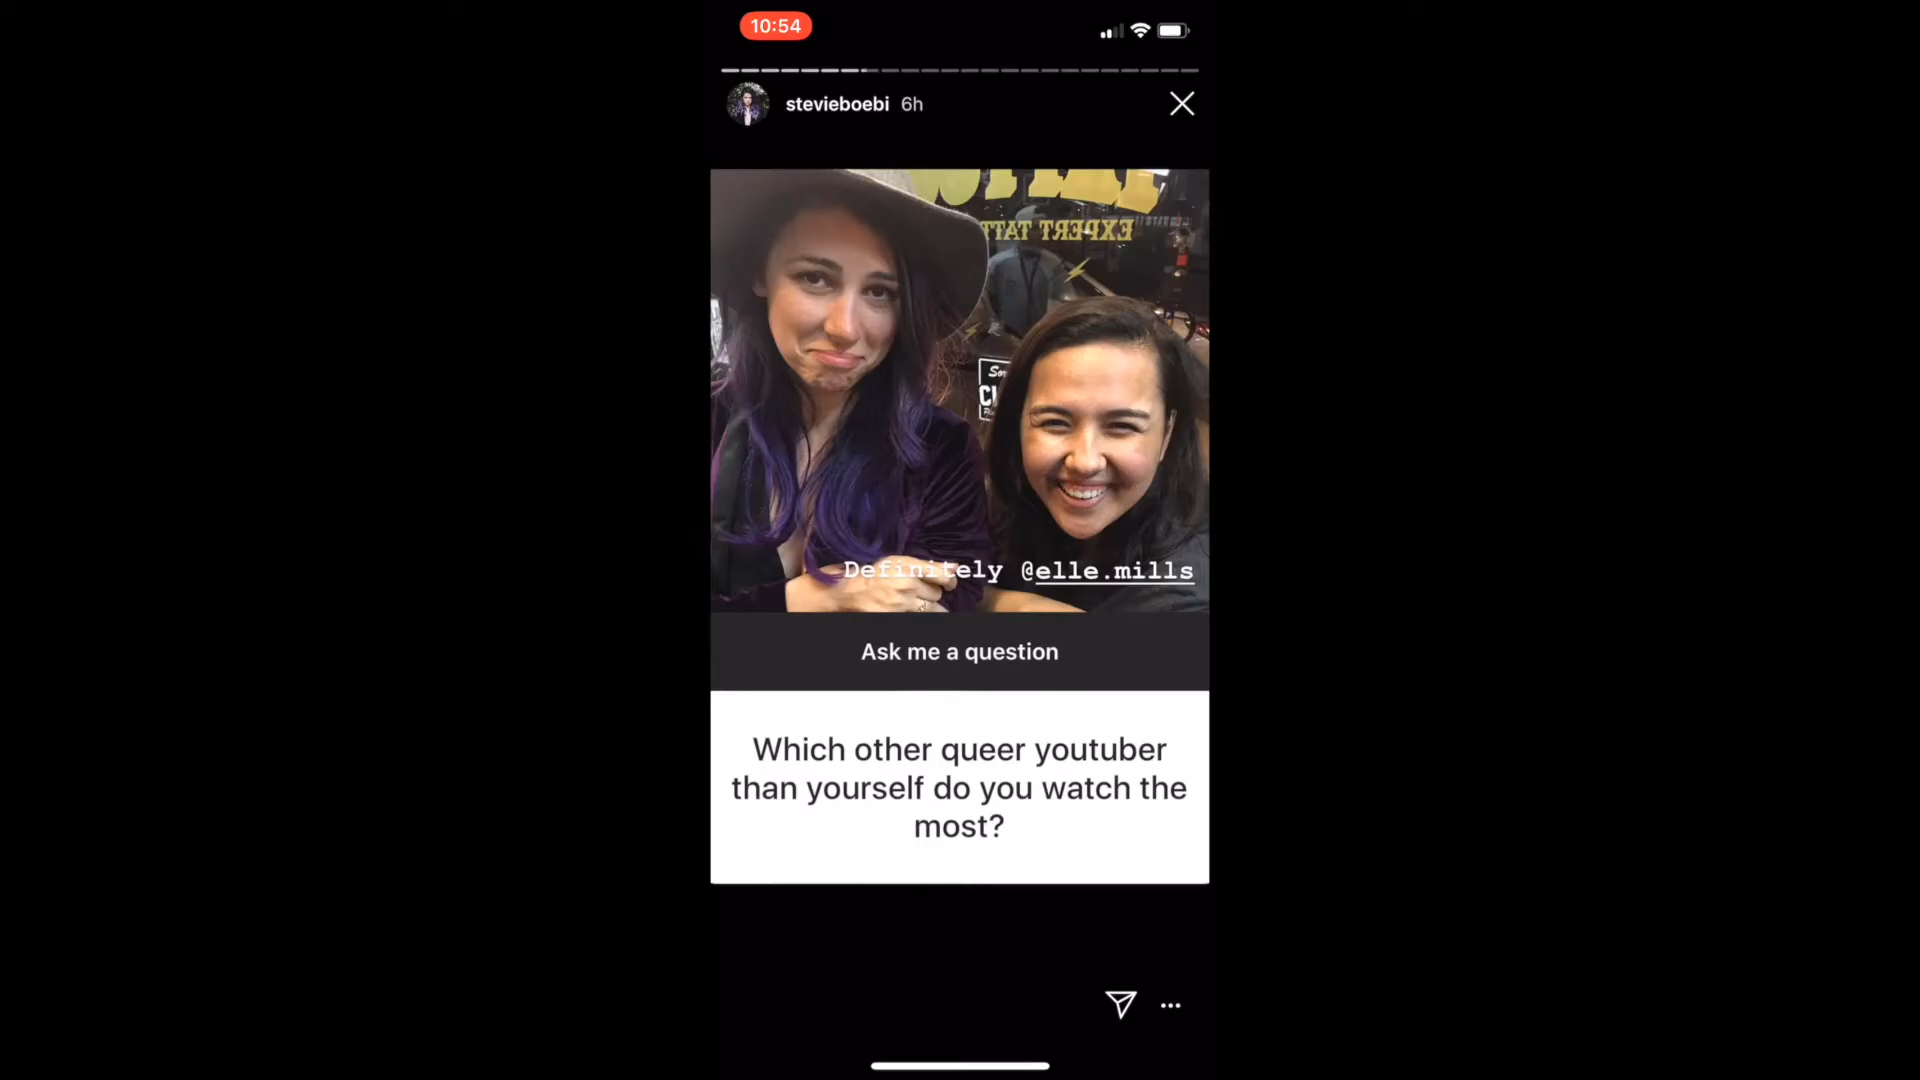 10:54
stevieboebi 6h
EXPERT TATT
Definitely @elle.mills
Ask me a question
Which other queer youtuber
than yourself do you watch the
most?